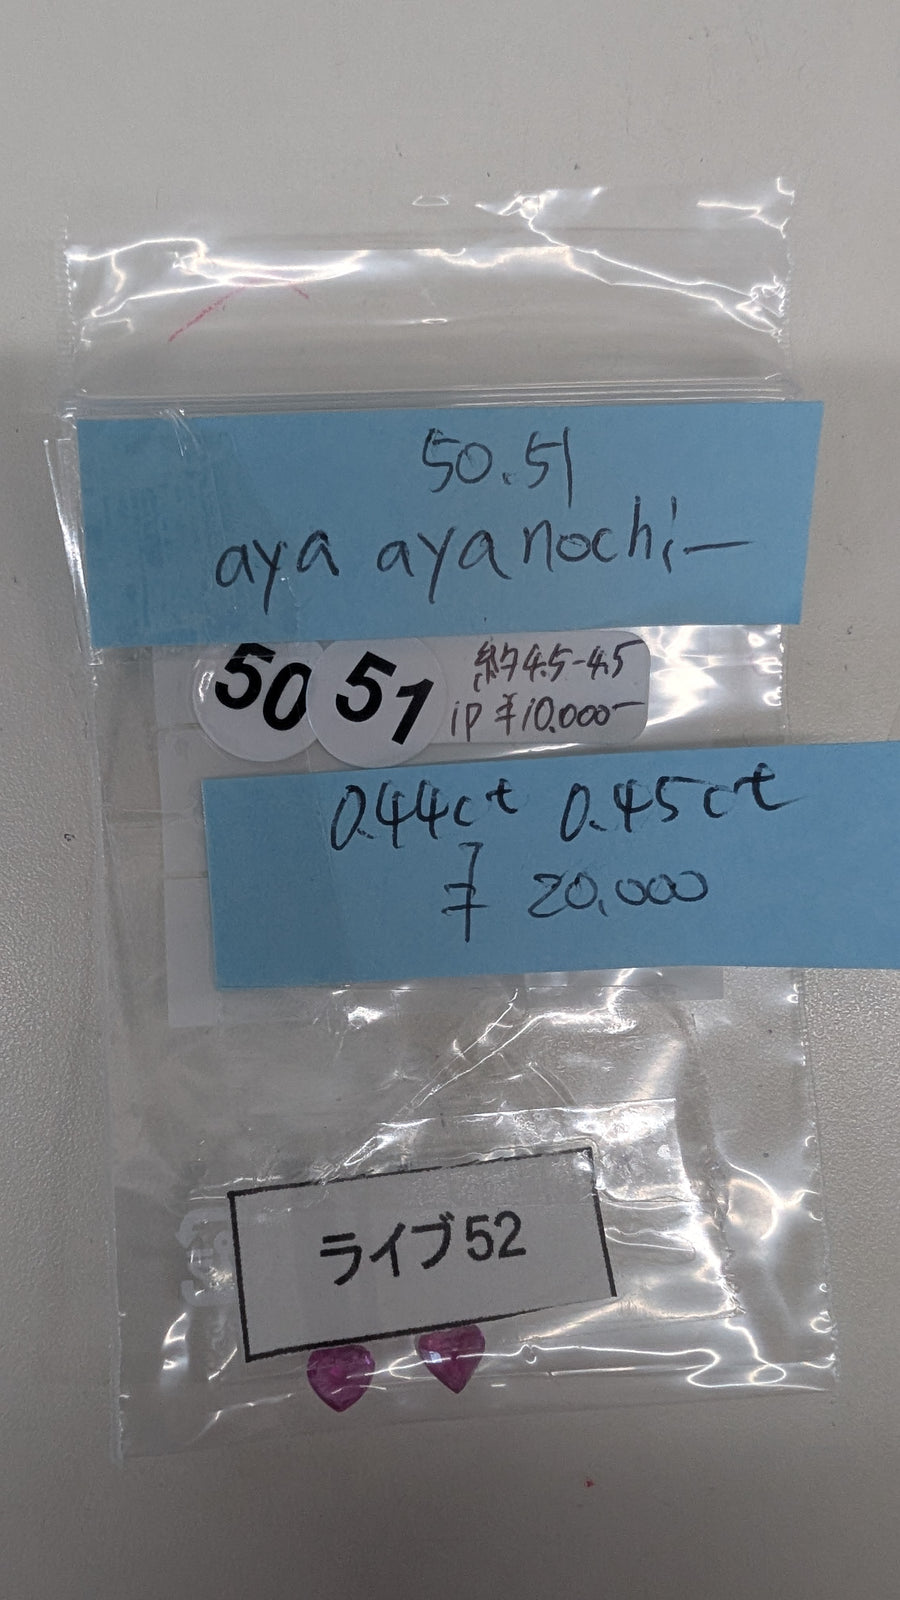 50.51
aya ayanochi ー
50 51
約4.5-4.5
1P ¥10.000-
0.44ct 0.45ct
¥ 20,000
ライブ52